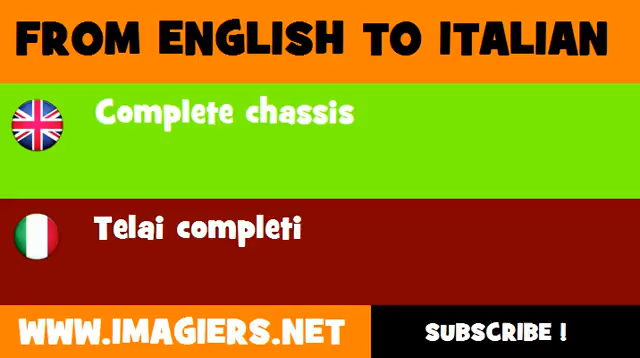 FROM ENGLISH TO ITALIAN
Complete chassis
Telai completi
WWW.IMAGIERS.NET
SUBSCRIBE !